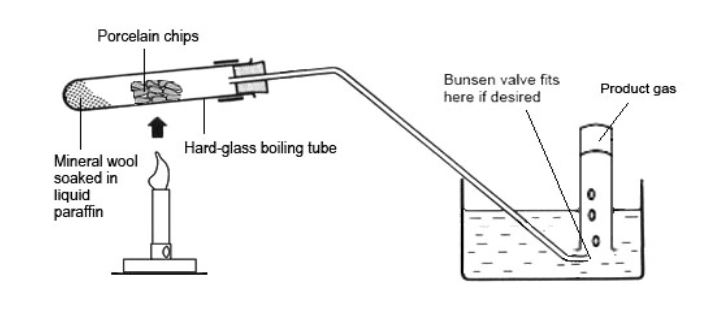 Porcelain chips
Bunsen valve fits
here if desired
Product gas
Hard-glass boiling tube
Mineral wool
soaked in
liquid
paraffin